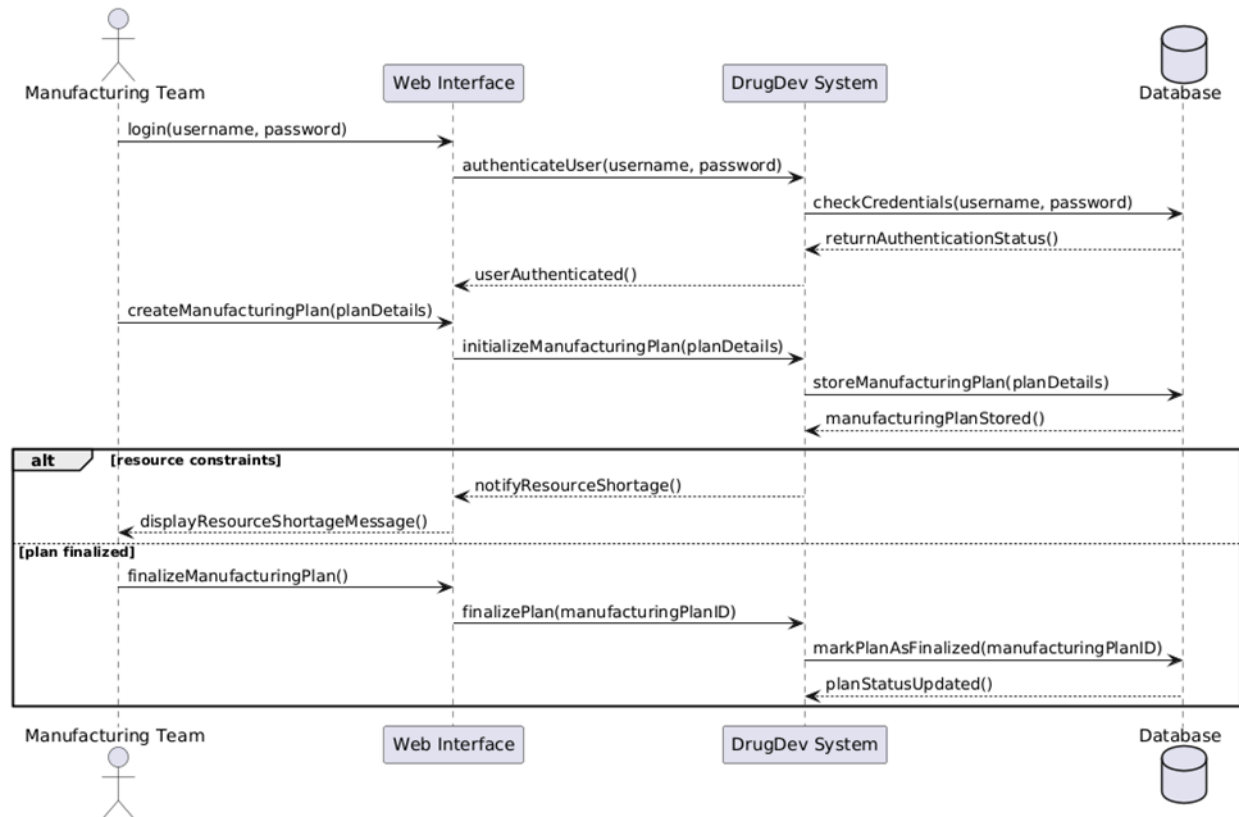 Manufacturing Team
Web Interface
DrugDev System
Database
login(username, password)
authenticateUser(username, password)
checkCredentials(username, password)
returnAuthenticationStatus()
userAuthenticated()
createManufacturingPlan(planDetails)
initializeManufacturingPlan(planDetails)
storeManufacturingPlan(planDetails)
manufacturingPlanStored()
alt [resource constraints]
notifyResourceShortage()
displayResourceShortageMessage()
[plan finalized]
finalizeManufacturingPlan()
finalizePlan(manufacturingPlanID)
markPlanAsFinalized(manufacturingPlanID)
planStatusUpdated()
Manufacturing Team
Web Interface
DrugDev System
Database